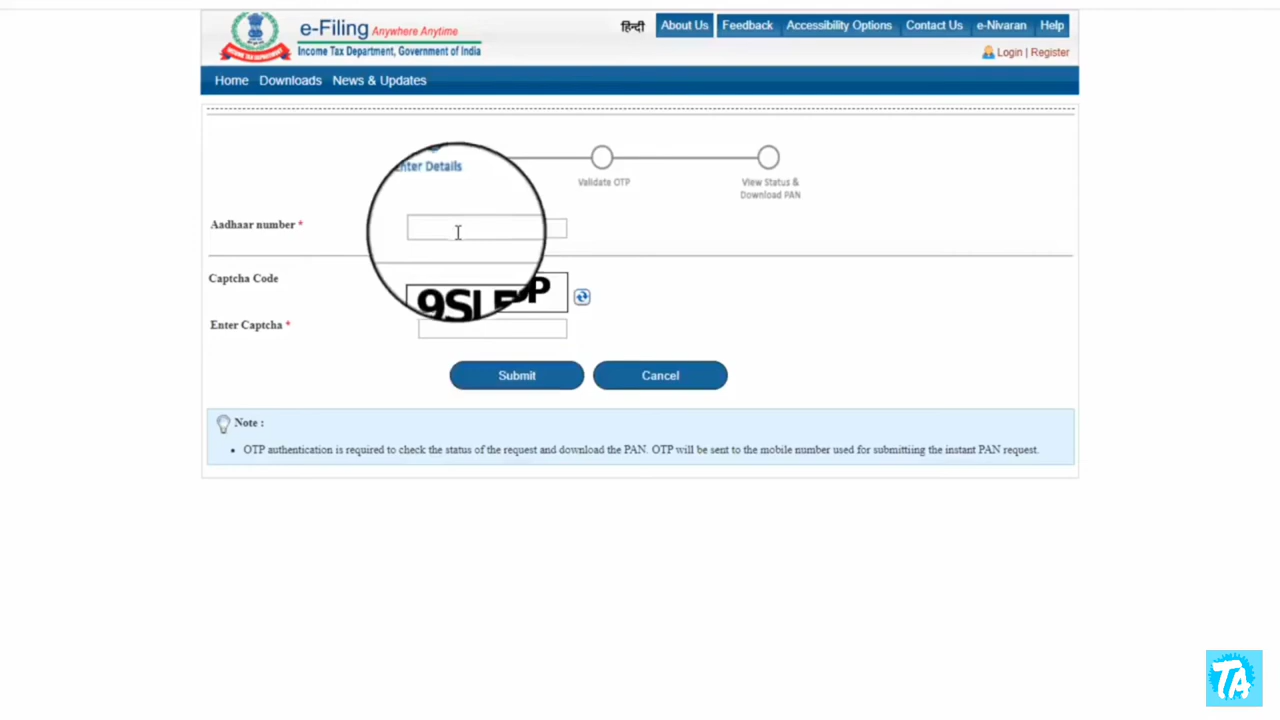 e-Filing Anywhere Anytime
Income Tax Department, Government of India
हिन्दी About Us Feedback Accessibility Options Contact Us e-Nivaran Help
Login | Register
Home Downloads News & Updates
Enter Details
Validate OTP
View Status &
Download PAN
Aadhaar number *
Captcha Code
Enter Captcha *
Submit Cancel
Note :
• OTP authentication is required to check the status of the request and download the PAN. OTP will be sent to the mobile number used for submittiing the instant PAN request.
TA